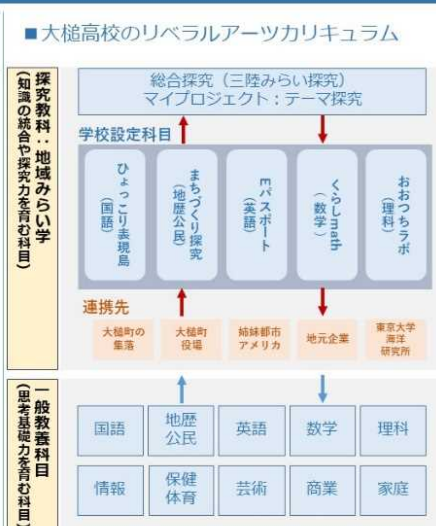 ■大槌高校のリベラルアーツカリキュラム
探究教科：地域みらい学
（知識の統合や探究力を育む科目）
総合探究（三陸みらい探究）
マイプロジェクト：テーマ探究
学校設定科目
ひょっこり表現島
（国語）
まちづくり探究
（地歴公民）
Eパスポート
（英語）
くらしmath
（数学）
おおつちラボ
（理科）
連携先
大槌町の
集落
大槌町
役場
姉妹都市
アメリカ
地元企業
東京大学
海洋
研究所
一般教養科目
（思考基礎力を育む科目）
国語
地歴
公民
英語
数学
理科
情報
保健
体育
芸術
商業
家庭